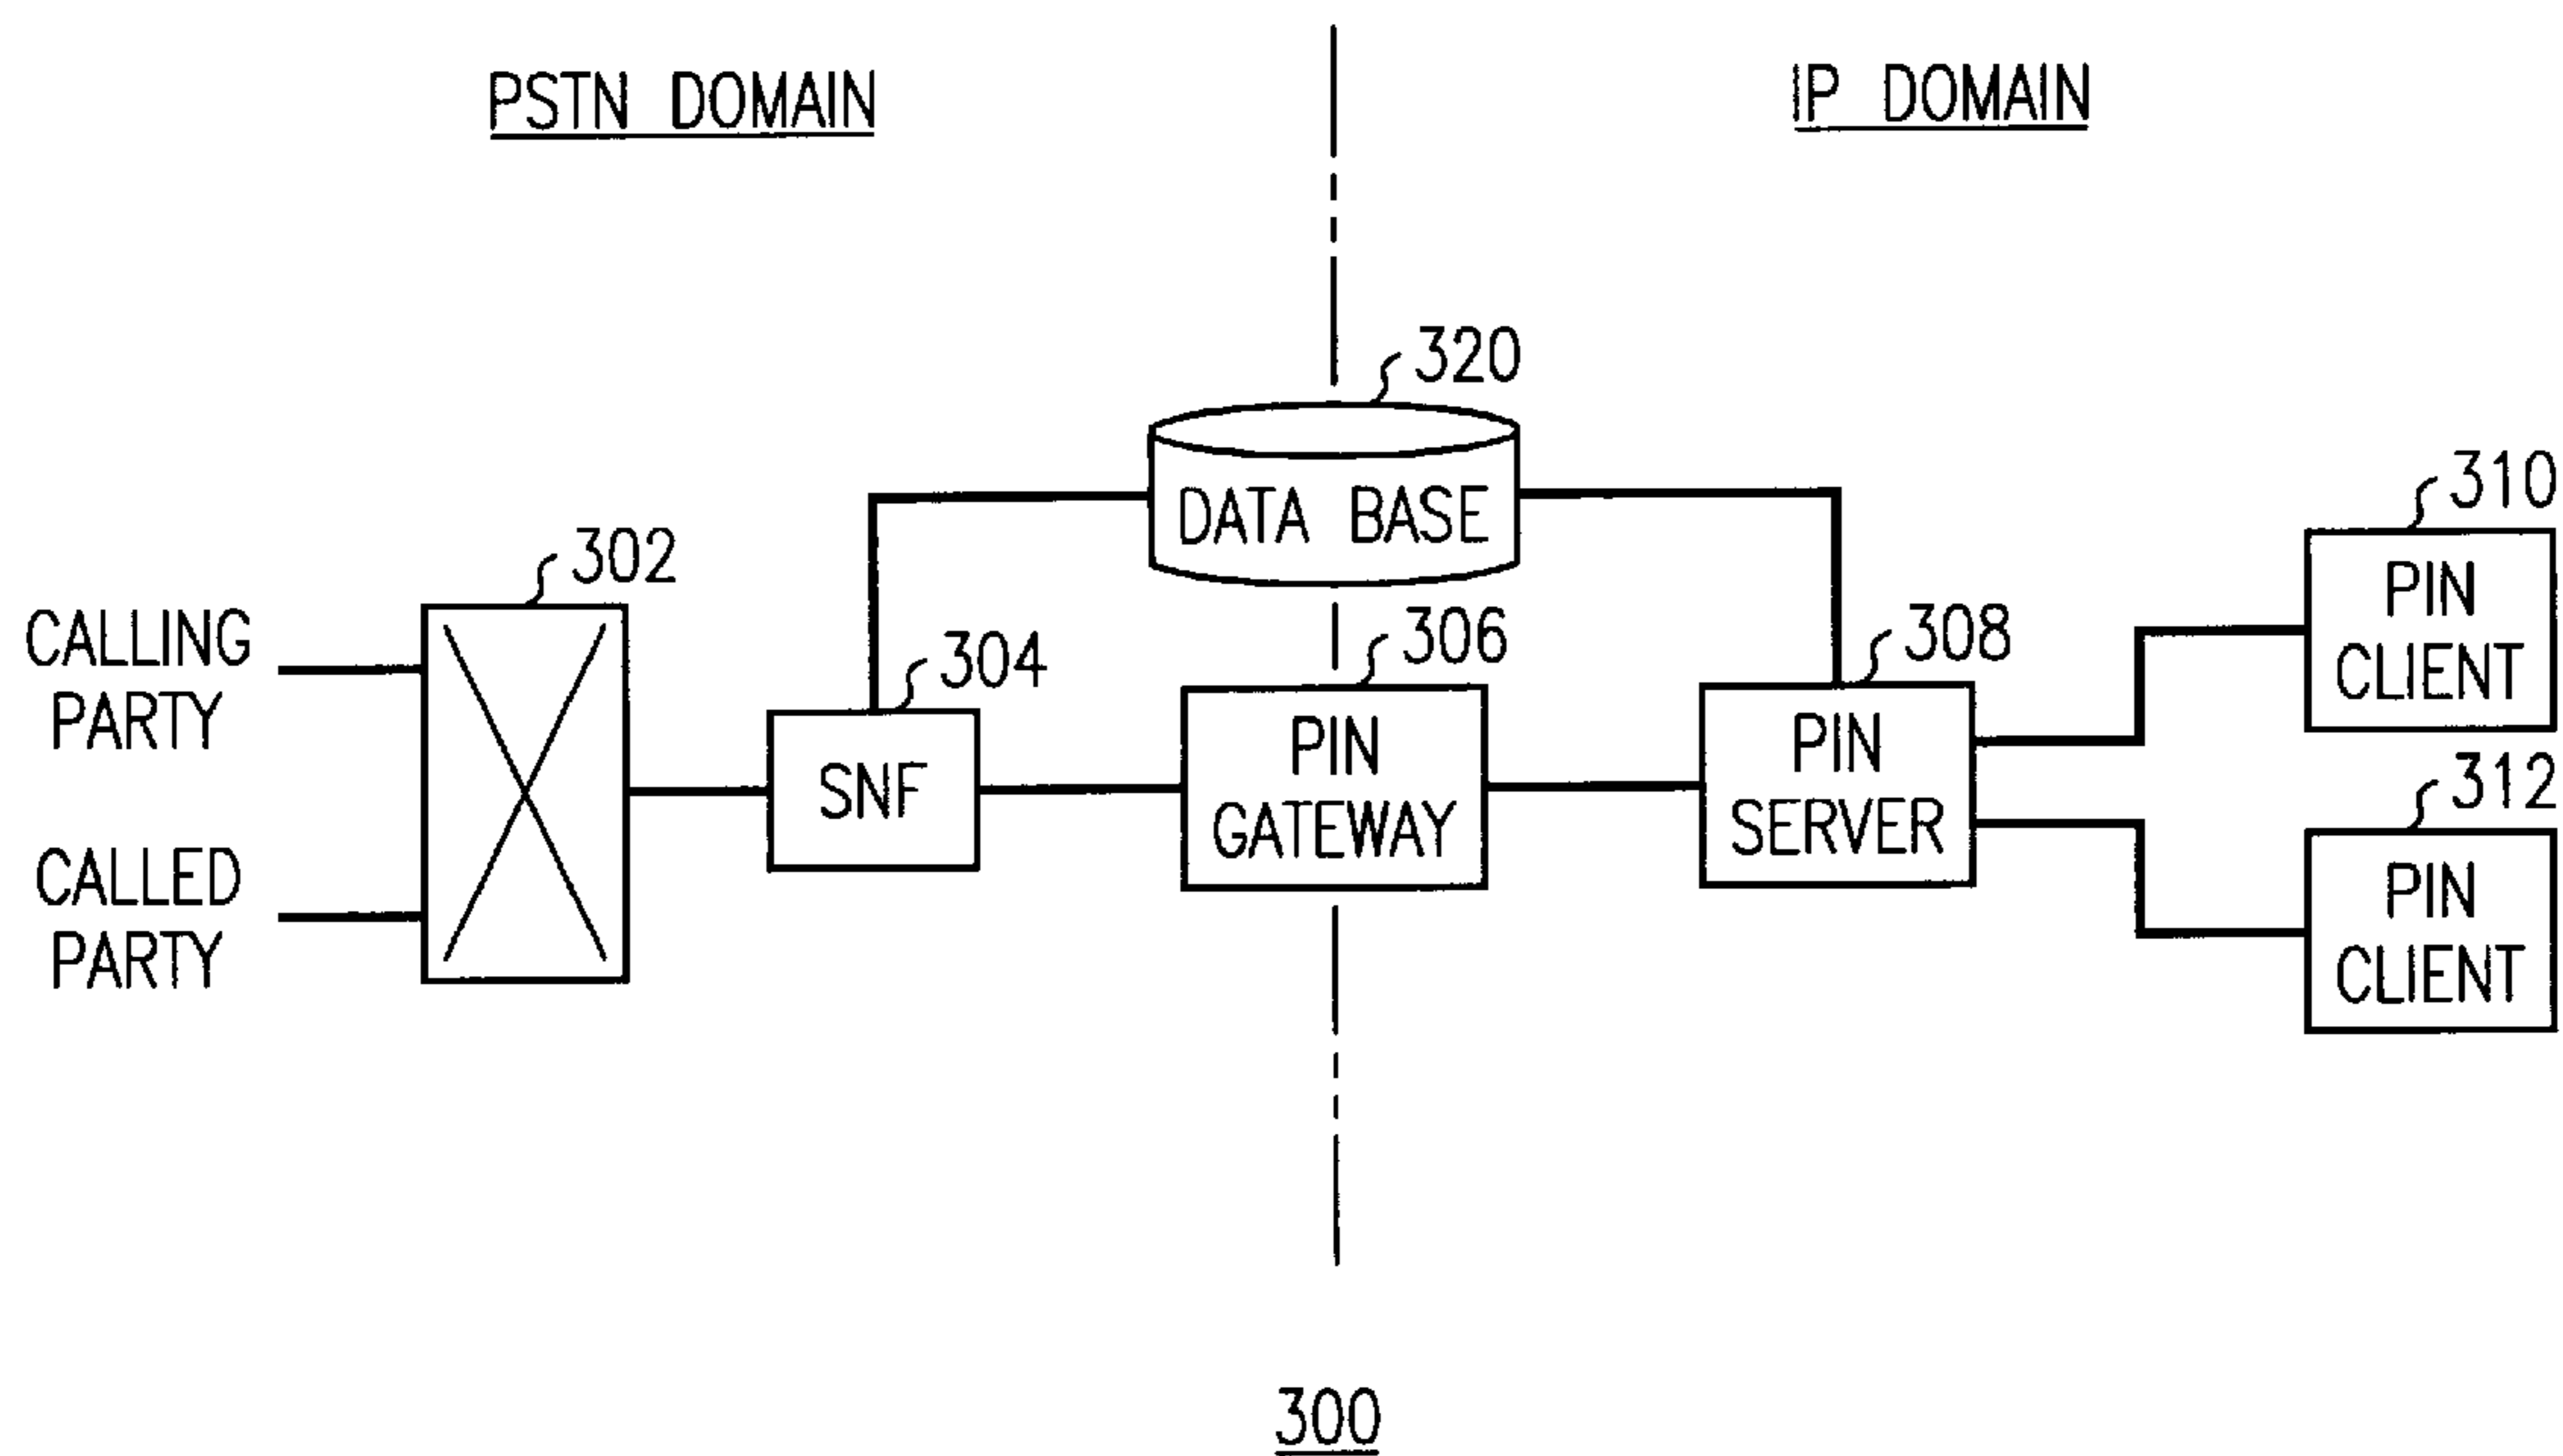 PSTN DOMAIN
IP DOMAIN
320
DATA BASE
310
PIN
CLIENT
302
CALLING
PARTY
304
SNF
306
PIN
GATEWAY
308
PIN
SERVER
312
PIN
CLIENT
CALLED
PARTY
300